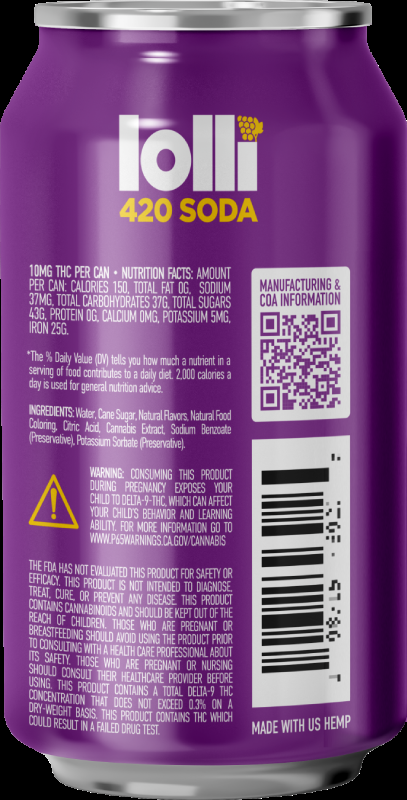 lolli
420 SODA
10MG THC PER CAN • NUTRITION FACTS: AMOUNT
PER CAN: CALORIES 150, TOTAL FAT 0G, SODIUM
37MG, TOTAL CARBOHYDRATES 37G, TOTAL SUGARS
43G, PROTEIN 0G, CALCIUM 0MG, POTASSIUM 5MG,
IRON 25G.
*The % Daily Value (DV) tells you how much a nutrient in a
serving of food contributes to a daily diet. 2,000 calories a
day is used for general nutrition advice.
INGREDIENTS: Water, Cane Sugar, Natural Flavors, Natural Food
Coloring, Citric Acid, Cannabis Extract, Sodium Benzoate
(Preservative), Potassium Sorbate (Preservative).
WARNING: CONSUMING THIS PRODUCT
DURING PREGNANCY EXPOSES YOUR
CHILD TO DELTA-9-THC, WHICH CAN AFFECT
YOUR CHILD'S BEHAVIOR AND LEARNING
ABILITY. FOR MORE INFORMATION GO TO
WWW.P65WARNINGS.CA.GOV/CANNABIS
THE FDA HAS NOT EVALUATED THIS PRODUCT FOR SAFETY OR
EFFICACY. THIS PRODUCT IS NOT INTENDED TO DIAGNOSE,
TREAT, CURE, OR PREVENT ANY DISEASE. THIS PRODUCT
CONTAINS CANNABINOIDS AND SHOULD BE KEPT OUT OF THE
REACH OF CHILDREN. THOSE WHO ARE PREGNANT OR
BREASTFEEDING SHOULD AVOID USING THE PRODUCT PRIOR
TO CONSULTING WITH A HEALTH CARE PROFESSIONAL ABOUT
ITS SAFETY. THOSE WHO ARE PREGNANT OR NURSING
SHOULD CONSULT THEIR HEALTHCARE PROVIDER BEFORE
USING. THIS PRODUCT CONTAINS A TOTAL DELTA-9 THC
CONCENTRATION THAT DOES NOT EXCEED 0.3% ON A
DRY-WEIGHT BASIS. THIS PRODUCT CONTAINS THC WHICH
COULD RESULT IN A FAILED DRUG TEST.
MANUFACTURING &
COA INFORMATION
MADE WITH US HEMP